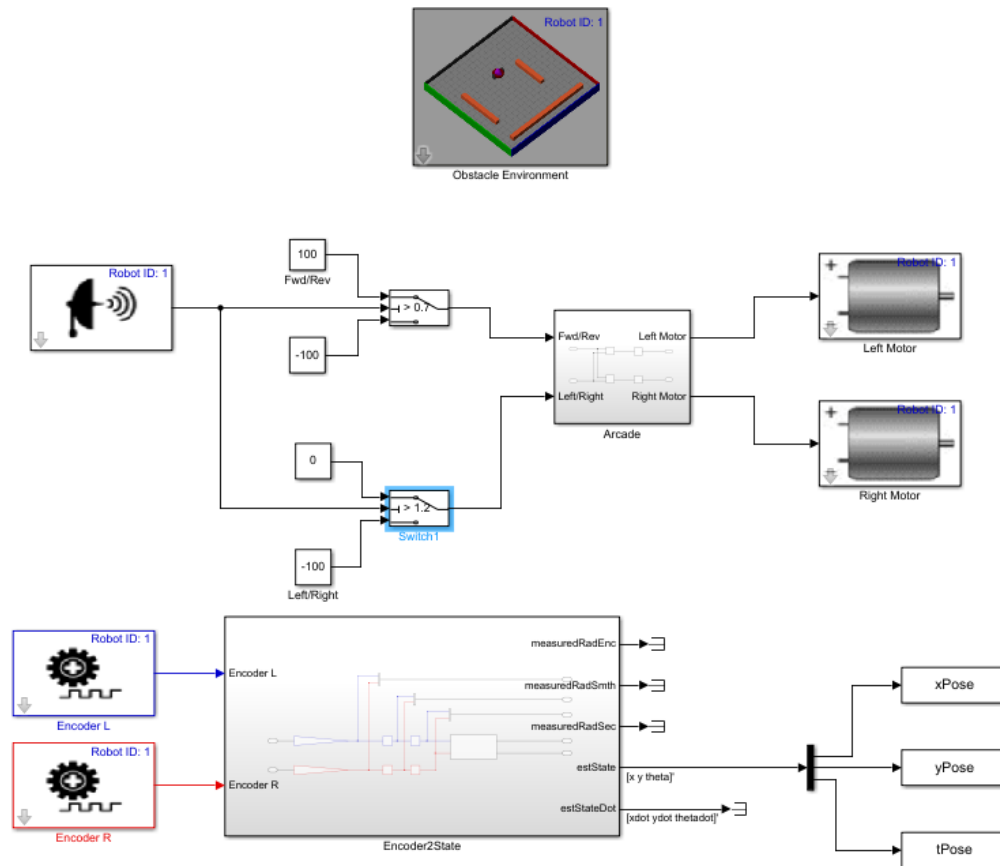 Robot ID: 1
Obstacle Environment
Robot ID: 1
100
Fwd/Rev
> 0.7
-100
Fwd/Rev
Left Motor
Left/Right
Right Motor
Arcade
Robot ID: 1
Left Motor
Robot ID: 1
Right Motor
0
> 1.2
Switch1
-100
Left/Right
Robot ID: 1
Encoder L
Robot ID: 1
Encoder R
Encoder L
Encoder R
measuredRadEnc
measuredRadSmth
measuredRadSec
estState
estStateDot
Encoder2State
[x y theta]'
[xdot ydot thetadot]'
xPose
yPose
tPose